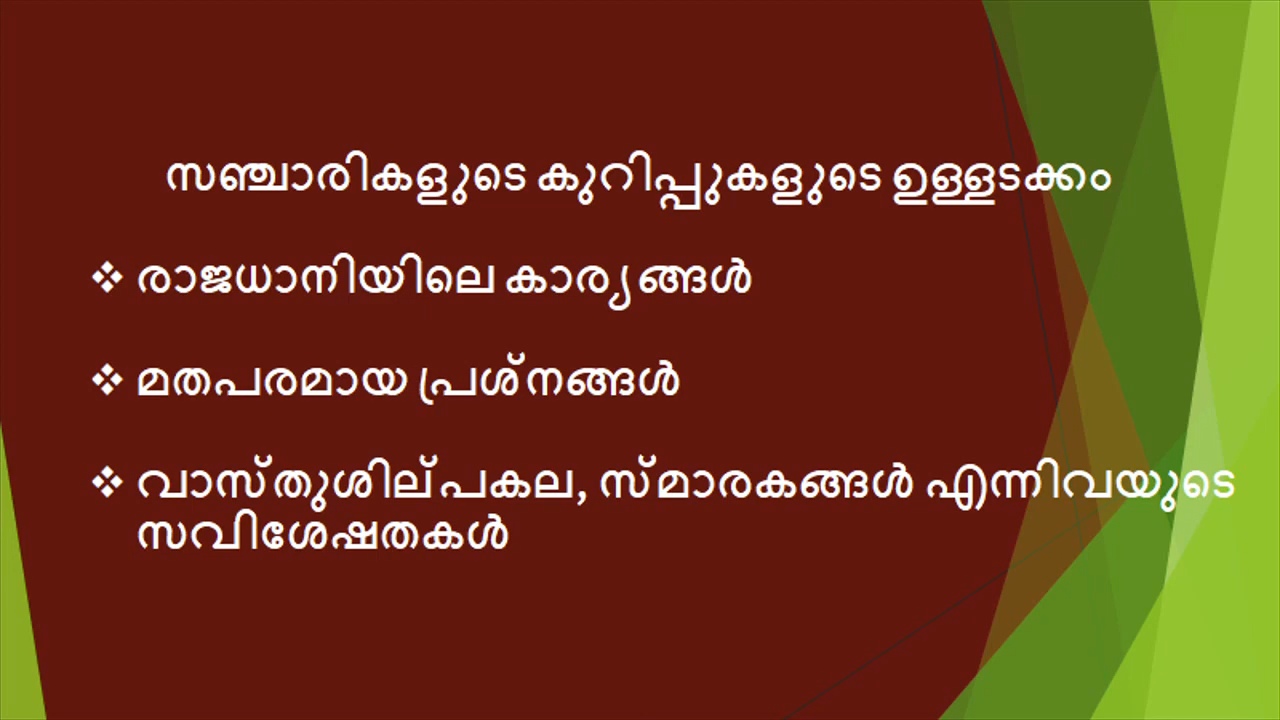 സഞ്ചാരികളുടെ കുറിപ്പുകളുടെ ഉള്ളടക്കം
❖ രാജധാനിയിലെ കാര്യങ്ങൾ
❖ മതപരമായ പ്രശ്നങ്ങൾ
❖ വാസ്തുശില്പകല, സ്മാരകങ്ങൾ എന്നിവയുടെ
സവിശേഷതകൾ